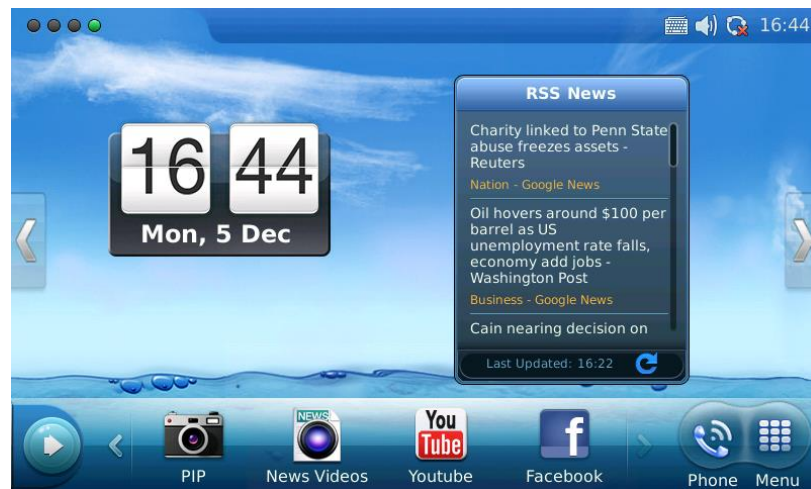 16:44
RSS News
16 44
Mon, 5 Dec
Charity linked to Penn State
abuse freezes assets -
Reuters
Nation - Google News
Oil hovers around $100 per
barrel as US
unemployment rate falls,
economy add jobs -
Washington Post
Business - Google News
Cain nearing decision on
Last Updated: 16:22
NEWS
You
Tube
f
PIP
News Videos
Youtube
Facebook
Phone
Menu